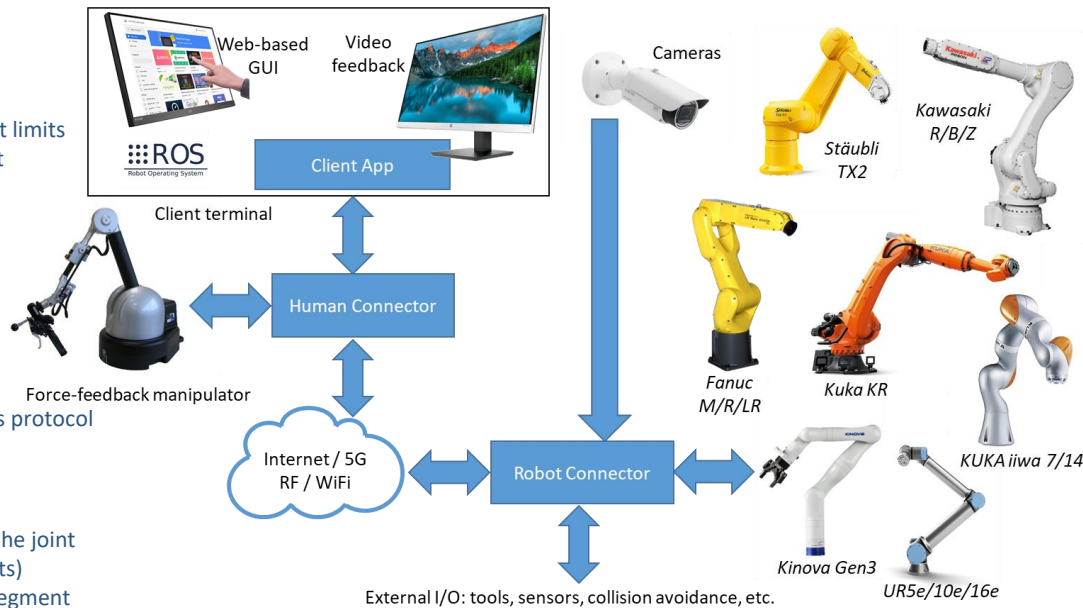 Web-based
GUI
Video
feedback
Cameras
Kawasaki
Stäubli
TX2
Kawasaki
R/B/Z
t limits
t
ROS
Robot Operating System
Client App
Client terminal
Human Connector
Force-feedback manipulator
s protocol
Fanuc
M/R/LR
KUKA
Kuka KR
KUKA iiwa 7/14
Internet / 5G
RF / WiFi
Robot Connector
KINOVA
Kinova Gen3
UR5e/10e/16e
he joint
ts)
egment
External I/O: tools, sensors, collision avoidance, etc.